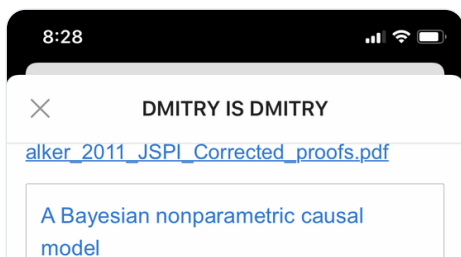 8:28
DMITRY IS DMITRY
alker_2011_JSPI_Corrected_proofs.pdf
A Bayesian nonparametric causal
model